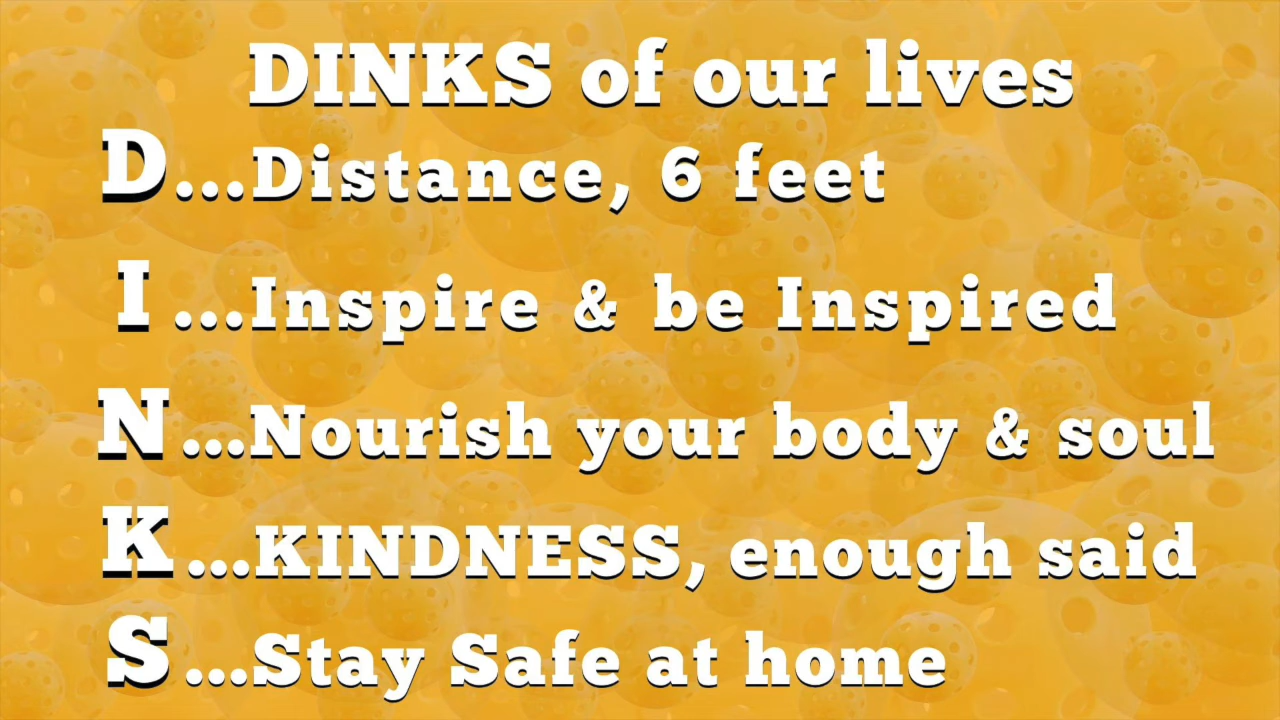 DINKS of our lives
D...Distance, 6 feet
I...Inspire & be Inspired
N...Nourish your body & soul
K...KINDNESS, enough said
S...Stay Safe at home